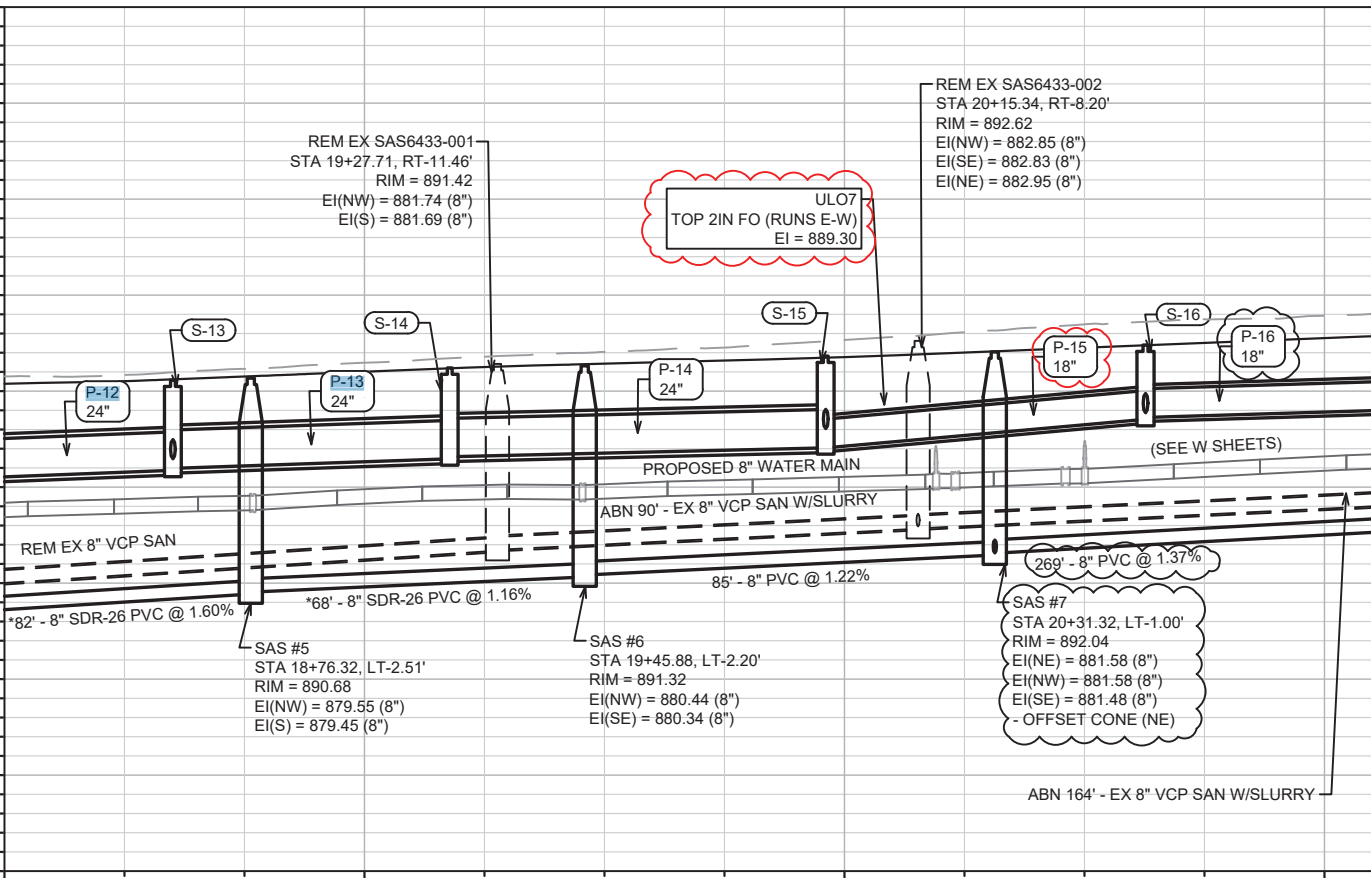 REM EX SAS6433-002
STA 20+15.34, RT-8.20'
RIM = 892.62
EI(NW) = 882.85 (8")
EI(SE) = 882.83 (8")
EI(NE) = 882.95 (8")
REM EX SAS6433-001
STA 19+27.71, RT-11.46'
RIM = 891.42
EI(NW) = 881.74 (8")
EI(S) = 881.69 (8")
ULO7
TOP 2IN FO (RUNS E-W)
EI = 889.30
S-13
S-14
S-15
S-16
P-12
24"
P-13
24"
P-14
24"
P-15
18"
P-16
18"
(SEE W SHEETS)
PROPOSED 8" WATER MAIN
ABN 90' - EX 8" VCP SAN W/SLURRY
REM EX 8" VCP SAN
*82' - 8" SDR-26 PVC @ 1.60%
*68' - 8" SDR-26 PVC @ 1.16%
85' - 8" PVC @ 1.22%
269' - 8" PVC @ 1.37%
SAS #5
STA 18+76.32, LT-2.51'
RIM = 890.68
EI(NW) = 879.55 (8")
EI(S) = 879.45 (8")
SAS #6
STA 19+45.88, LT-2.20'
RIM = 891.32
EI(NW) = 880.44 (8")
EI(SE) = 880.34 (8")
SAS #7
STA 20+31.32, LT-1.00'
RIM = 892.04
EI(NE) = 881.58 (8")
EI(NW) = 881.58 (8")
EI(SE) = 881.48 (8")
- OFFSET CONE (NE)
ABN 164' - EX 8" VCP SAN W/SLURRY